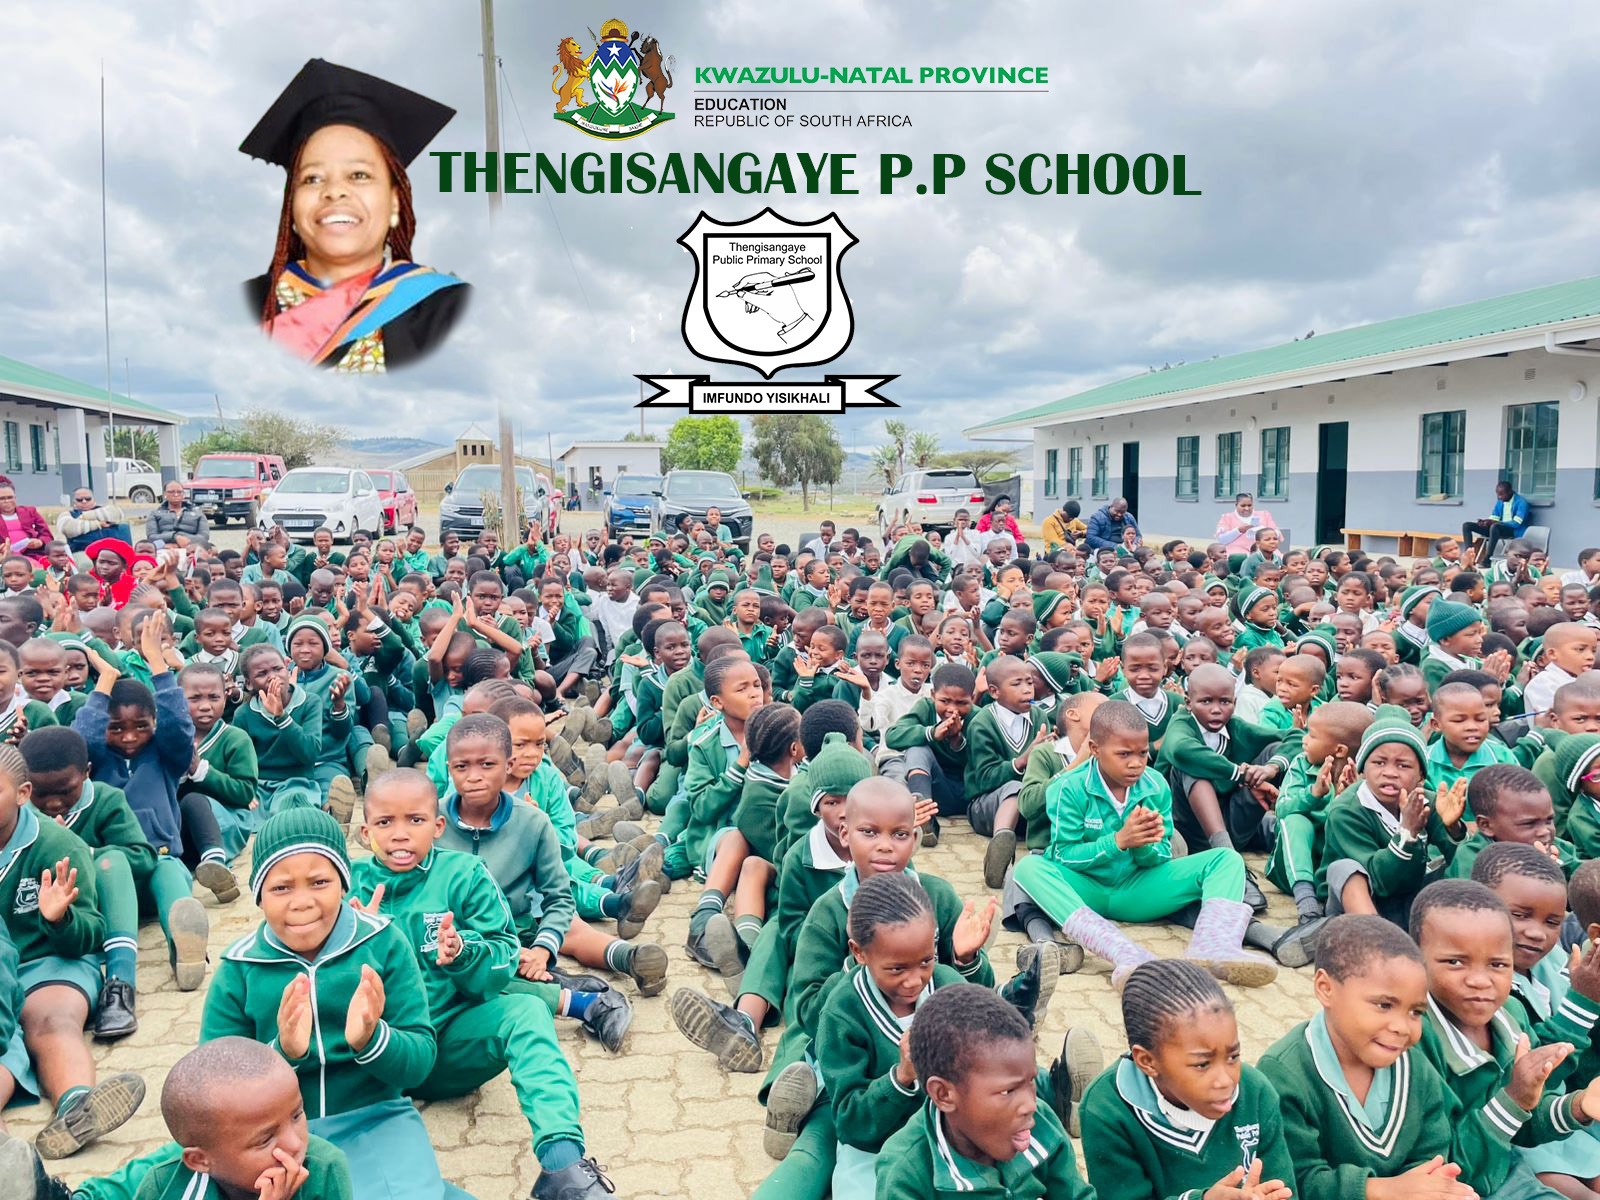 KWAZULU-NATAL PROVINCE
EDUCATION
REPUBLIC OF SOUTH AFRICA
THENGISANGAYE P.P SCHOOL
Thengisangaye
Public Primary School
IMFUNDO YISIKHALI